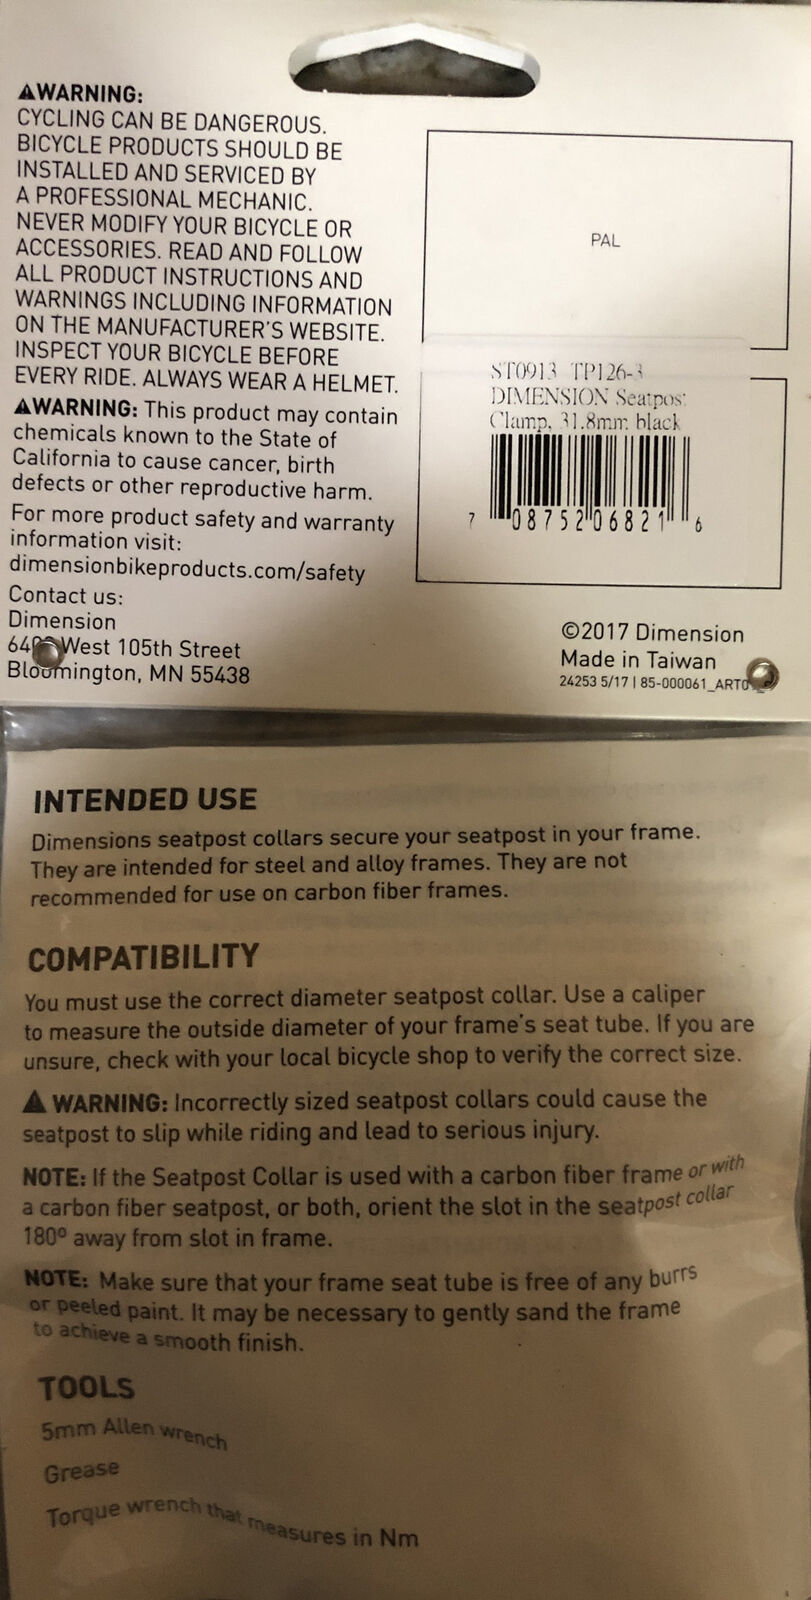 ⚠WARNING:
CYCLING CAN BE DANGEROUS.
BICYCLE PRODUCTS SHOULD BE
INSTALLED AND SERVICED BY
A PROFESSIONAL MECHANIC.
NEVER MODIFY YOUR BICYCLE OR
ACCESSORIES. READ AND FOLLOW
ALL PRODUCT INSTRUCTIONS AND
WARNINGS INCLUDING INFORMATION
ON THE MANUFACTURER'S WEBSITE.
INSPECT YOUR BICYCLE BEFORE
EVERY RIDE. ALWAYS WEAR A HELMET.
⚠WARNING: This product may contain
chemicals known to the State of
California to cause cancer, birth
defects or other reproductive harm.
For more product safety and warranty
information visit:
dimensionbikeproducts.com/safety
Contact us:
Dimension
West 105th Street
Bloomington, MN 55438
PAL
ST0913 TP126-3
DIMENSION Seatpos
Clamp, 31.8mm black
7 08752 06821 6
©2017 Dimension
Made in Taiwan
24253 5/17 | 85-000061_ART0
INTENDED USE
Dimensions seatpost collars secure your seatpost in your frame.
They are intended for steel and alloy frames. They are not
recommended for use on carbon fiber frames.
COMPATIBILITY
You must use the correct diameter seatpost collar. Use a caliper
to measure the outside diameter of your frame's seat tube. If you are
unsure, check with your local bicycle shop to verify the correct size.
⚠ WARNING: Incorrectly sized seatpost collars could cause the
seatpost to slip while riding and lead to serious injury.
NOTE: If the Seatpost Collar is used with a carbon fiber frame or with
a carbon fiber seatpost, or both, orient the slot in the seatpost collar
180º away from slot in frame.
NOTE: Make sure that your frame seat tube is free of any burrs
or peeled paint. It may be necessary to gently sand the frame
to achieve a smooth finish.
TOOLS
5mm Allen wrench
Grease
Torque wrench that measures in Nm